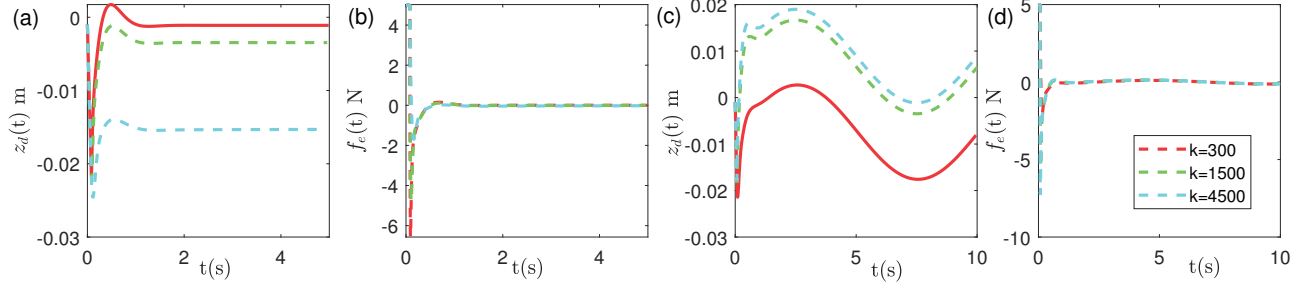 (a)
0
-0.01
-0.02
-0.03
z_d(t) m
0
2
4
t(s)
(b)
4
2
0
-2
-4
-6
f_e(t) N
0
2
4
t(s)
(c)
0.02
0.01
0
-0.01
-0.02
-0.03
z_d(t) m
0
5
10
t(s)
(d)
5
0
-5
-10
f_e(t) N
0
5
10
t(s)
k=300
k=1500
k=4500